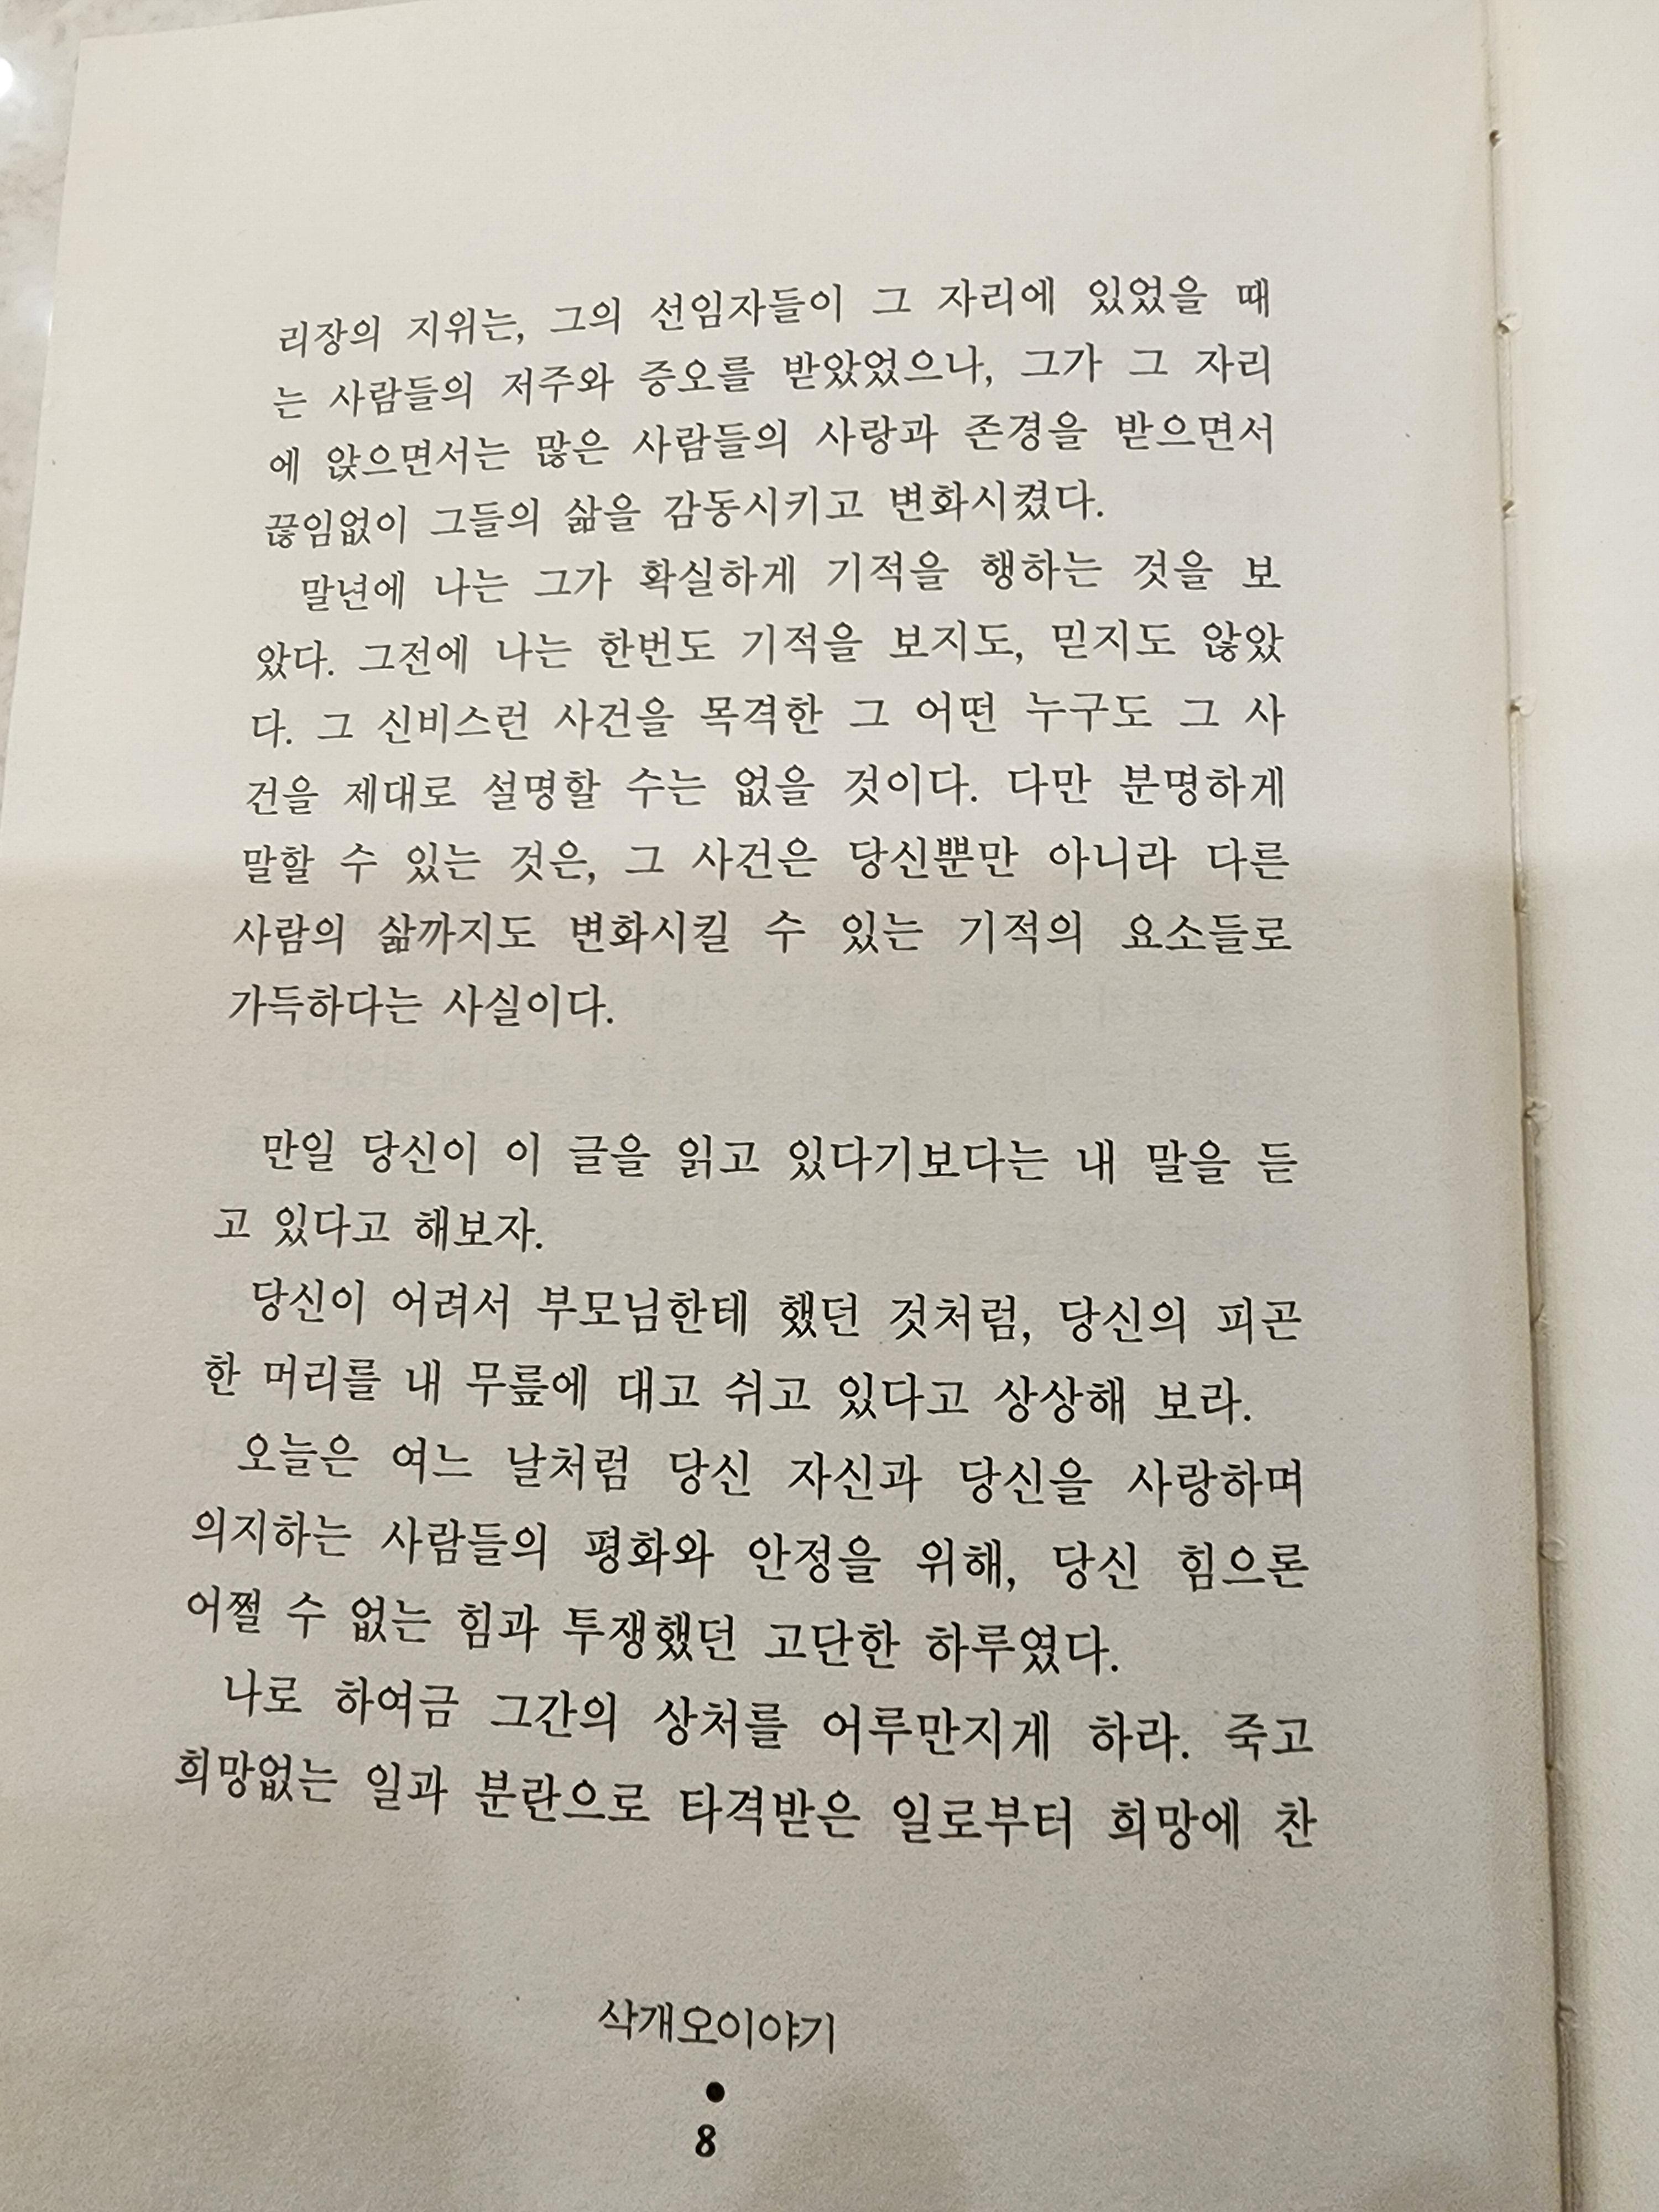 리장의 지위는, 그의 선임자들이 그 자리에 있었을 때
는 사람들의 저주와 증오를 받았었으나, 그가 그 자리
에 앉으면서는 많은 사람들의 사랑과 존경을 받으면서
끊임없이 그들의 삶을 감동시키고 변화시켰다.
말년에 나는 그가 확실하게 기적을 행하는 것을 보
았다. 그전에 나는 한번도 기적을 보지도, 믿지도 않았
다. 그 신비스런 사건을 목격한 그 어떤 누구도 그 사
건을 제대로 설명할 수는 없을 것이다. 다만 분명하게
말할 수 있는 것은, 그 사건은 당신뿐만 아니라 다른
사람의 삶까지도 변화시킬 수 있는 기적의 요소들로
가득하다는 사실이다.
만일 당신이 이 글을 읽고 있다기보다는 내 말을 듣
고 있다고 해보자.
당신이 어려서 부모님한테 했던 것처럼, 당신의 피곤
한 머리를 내 무릎에 대고 쉬고 있다고 상상해 보라.
오늘은 여느 날처럼 당신 자신과 당신을 사랑하며
의지하는 사람들의 평화와 안정을 위해, 당신 힘으론
어쩔 수 없는 힘과 투쟁했던 고단한 하루였다.
나로 하여금 그간의 상처를 어루만지게 하라. 죽고
희망없는 일과 분란으로 타격받은 일로부터 희망에 찬
삭개오이야기
●
8